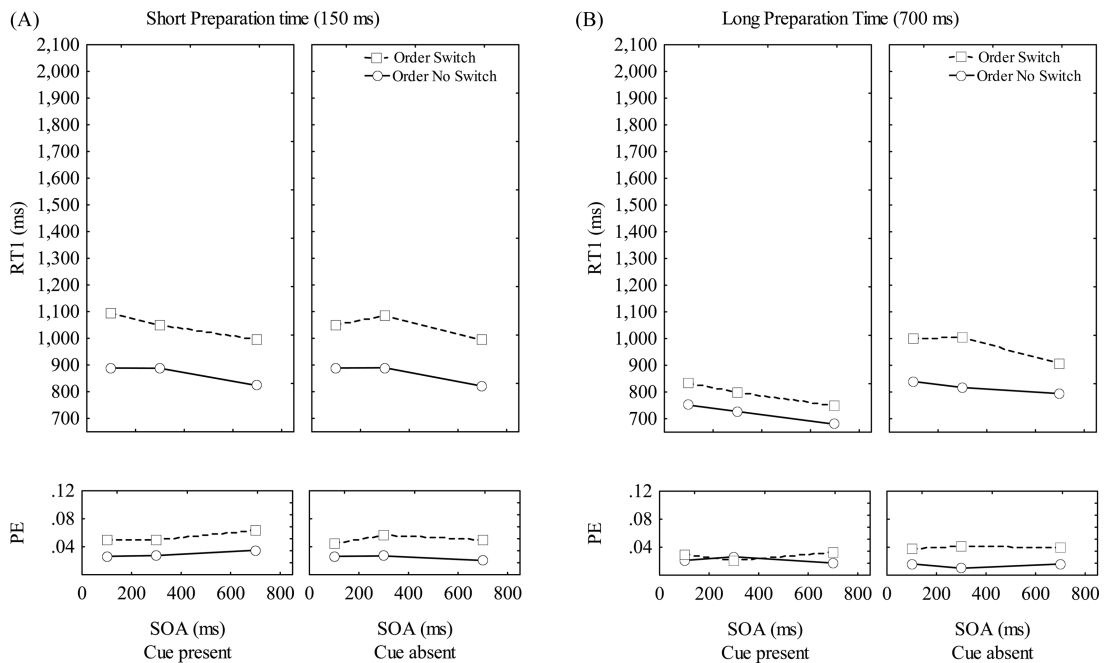 (A) Short Preparation time (150 ms)
2,100
2,000
1,900
1,800
1,700
1,600
1,500
1,400
1,300
1,200
1,100
1,000
900
800
700
RT1 (ms)
Order Switch
Order No Switch
.12
.08
.04
PE
0 200 400 600 800
0 200 400 600 800
SOA (ms)
Cue present
SOA (ms)
Cue absent
(B) Long Preparation Time (700 ms)
2,100
2,000
1,900
1,800
1,700
1,600
1,500
1,400
1,300
1,200
1,100
1,000
900
800
700
RT1 (ms)
Order Switch
Order No Switch
.12
.08
.04
PE
0 200 400 600 800
0 200 400 600 800
SOA (ms)
Cue present
SOA (ms)
Cue absent